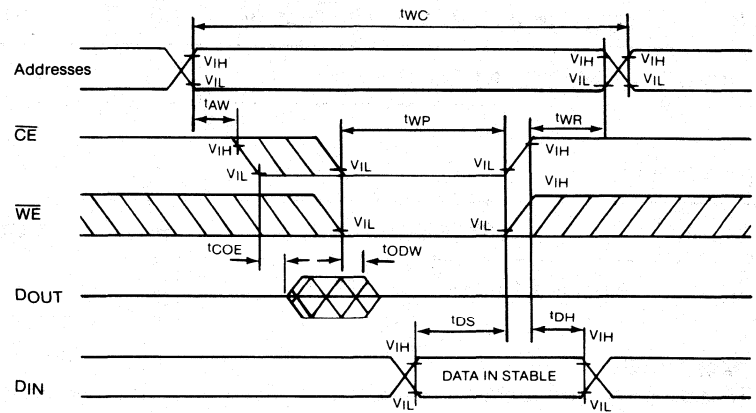 tWC
Addresses
VIH
VIL
VIH
VIL
VIH
VIL
tAW
tWP
tWR
CE
VIH
VIL
VIL
VIL
VIH
WE
VIL
VIL
VIH
tCOE
tODW
DOUT
tDS
tDH
DIN
VIH
VIL
DATA IN STABLE
VIH
VIL